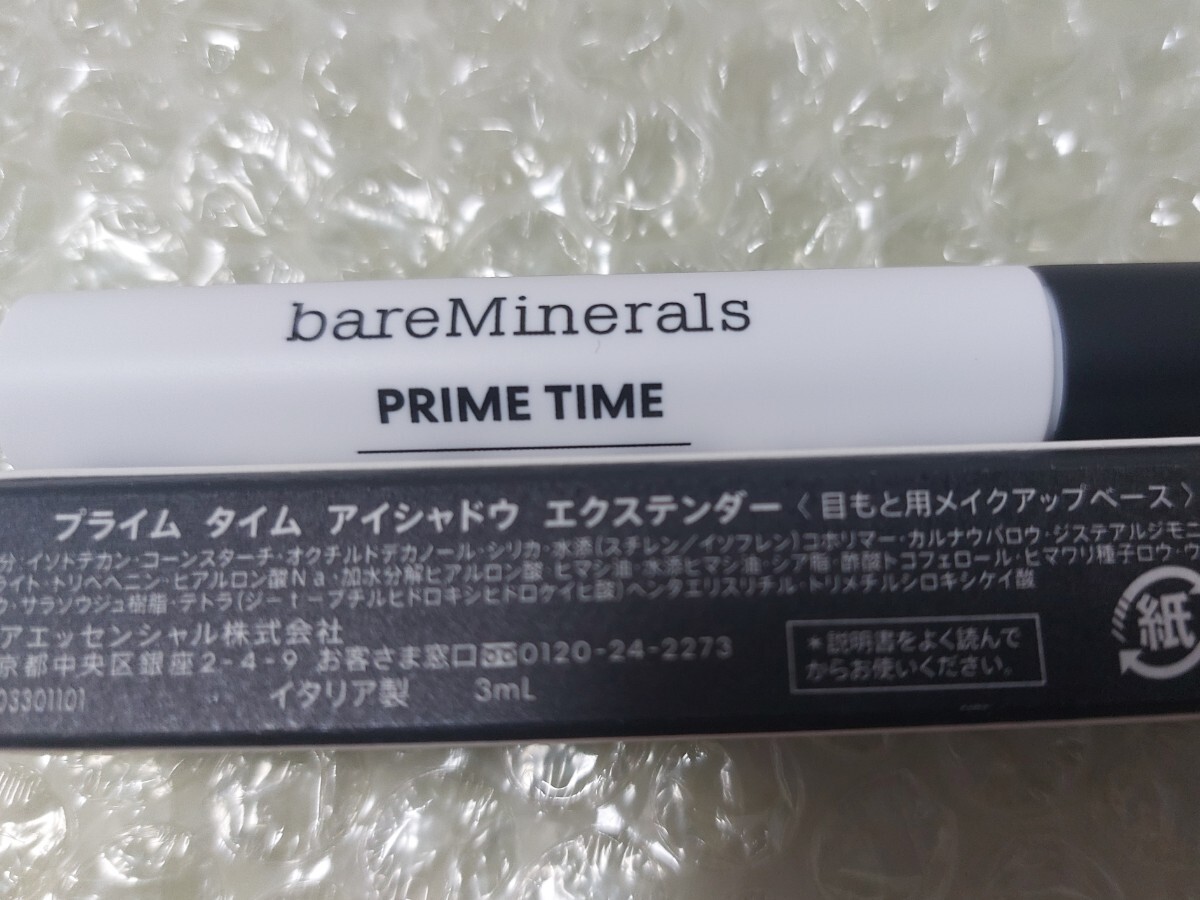 bareMinerals
PRIME TIME
プライム タイム アイシャドウ エクステンダー〈目もと用メイクアップベース〉
分.イソドデカン・コーンスターチ・オクチルドデカノール・シリカ・水添(スチレン/イソプレン)コポリマー・カルナウバロウ・ジステアルジモニ
ライト・トリベヘニン・ヒアルロン酸Na・加水分解ヒアルロン酸・ヒマシ油・水添ヒマシ油・シア脂・酢酸トコフェロール・ヒマワリ種子ロウ・ウ
ウ・サラソウジュ樹脂・テトラ(ジ-t-ブチルヒドロキシヒドロケイヒ酸)ペンタエリスリチル・トリメチルシロキシケイ酸
アエッセンシャル株式会社
京都中央区銀座2-4-9 お客さま窓口 0120-24-2273
03301101 イタリア製 3mL
*説明書をよく読んで
からお使いください。
紙